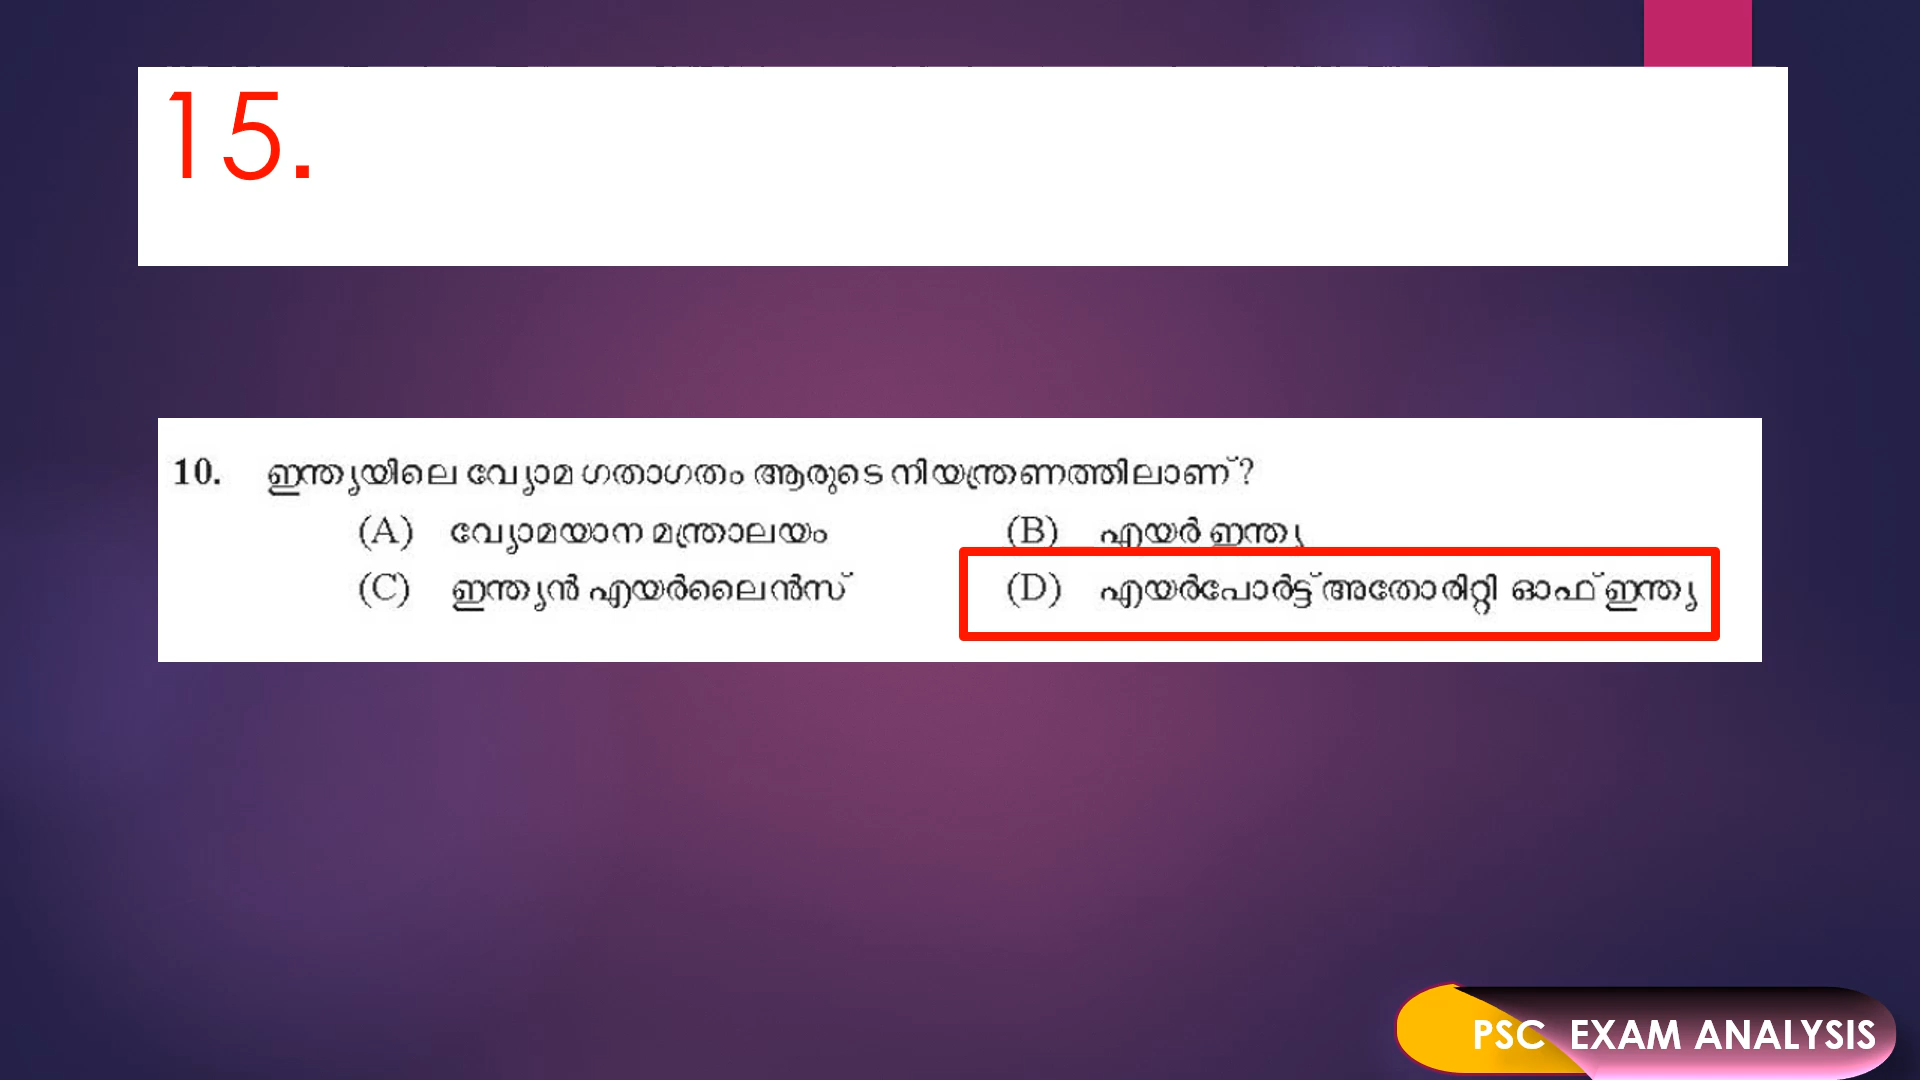 15.
10. ഇന്ത്യയിലെ വ്യോമ ഗതാഗതം ആരുടെ നിയന്ത്രണത്തിലാണ്?
(A) വ്യോമയാന മന്ത്രാലയം (B) എയർ ഇന്ത്യ
(C) ഇന്ത്യൻ എയർലൈൻസ് (D) എയർപോർട്ട് അതോരിറ്റി ഓഫ് ഇന്ത്യ
PSC EXAM ANALYSIS